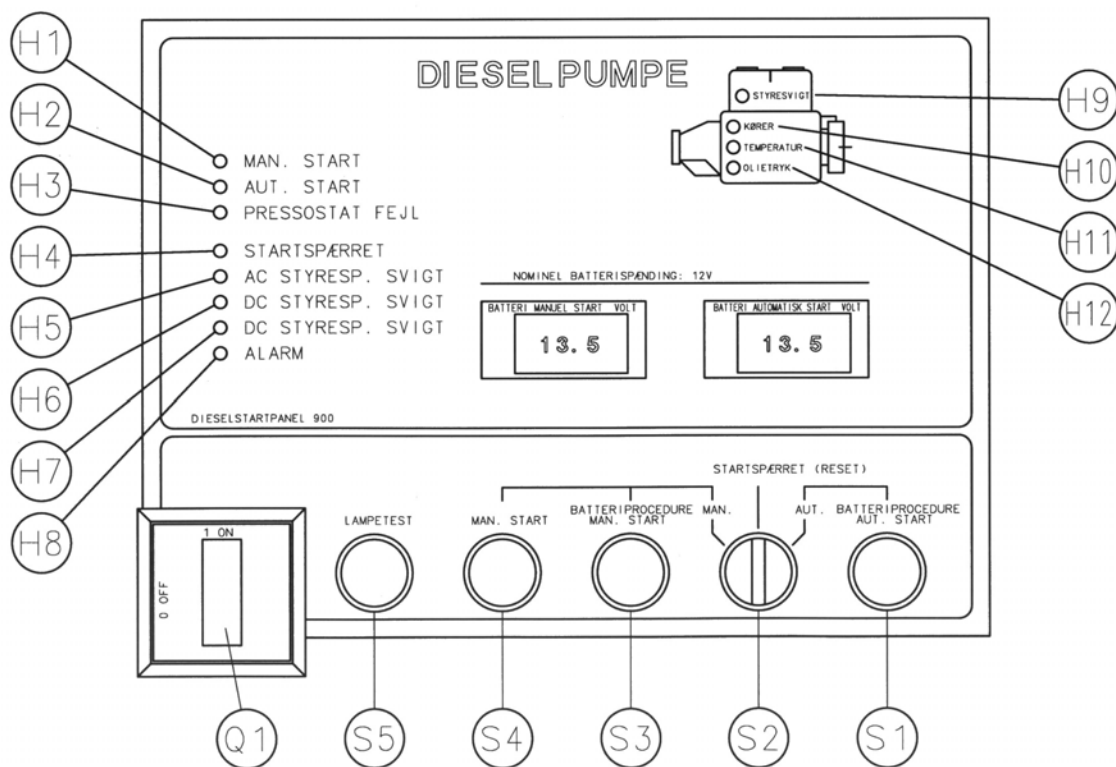 H1
H2
H3
H4
H5
H6
H7
H8
DIESELPUMPE
MAN. START
AUT. START
PRESSOSTAT FEJL
STARTSPÆRRET
AC STYRESP. SVIGT
DC STYRESP. SVIGT
DC STYRESP. SVIGT
ALARM
DIESELSTARTPANEL 900
STYRESVIGT
KØRER
TEMPERATUR
OLIETRYK
H9
H10
H11
H12
NOMINEL BATTERISPÆNDING: 12V
BATTERI MANUEL START VOLT
13.5
BATTERI AUTOMATISK START VOLT
13.5
1 ON
0 OFF
LAMPETEST
MAN. START
BATTERIPROCEDURE
MAN. START
MAN.
STARTSPÆRRET (RESET)
AUT.
BATTERIPROCEDURE
AUT. START
Q1
S5
S4
S3
S2
S1